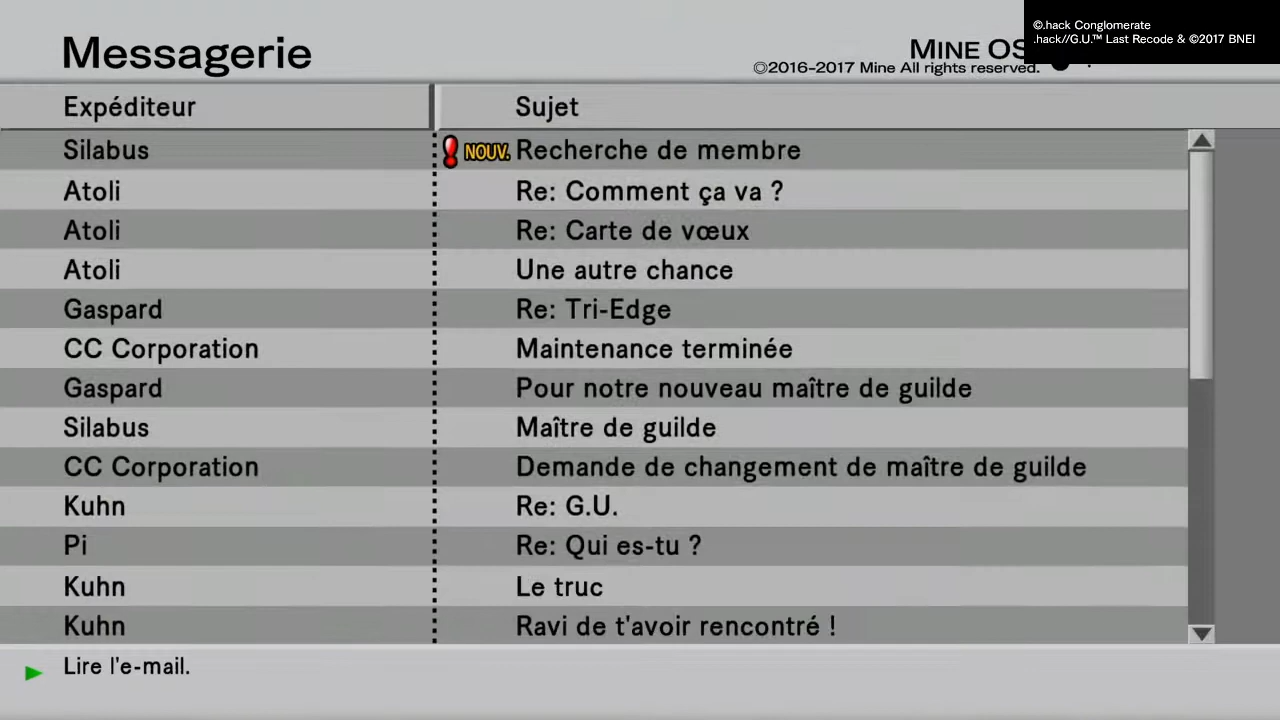 ©.hack Conglomerate
.hack//G.U.™ Last Recode & ©2017 BNEI
Messagerie
MINE OS
©2016-2017 Mine All rights reserved.
Expéditeur Sujet
Silabus NOUV. Recherche de membre
Atoli Re: Comment ça va ?
Atoli Re: Carte de vœux
Atoli Une autre chance
Gaspard Re: Tri-Edge
CC Corporation Maintenance terminée
Gaspard Pour notre nouveau maître de guilde
Silabus Maître de guilde
CC Corporation Demande de changement de maître de guilde
Kuhn Re: G.U.
Pi Re: Qui es-tu ?
Kuhn Le truc
Kuhn Ravi de t'avoir rencontré !
Lire l'e-mail.